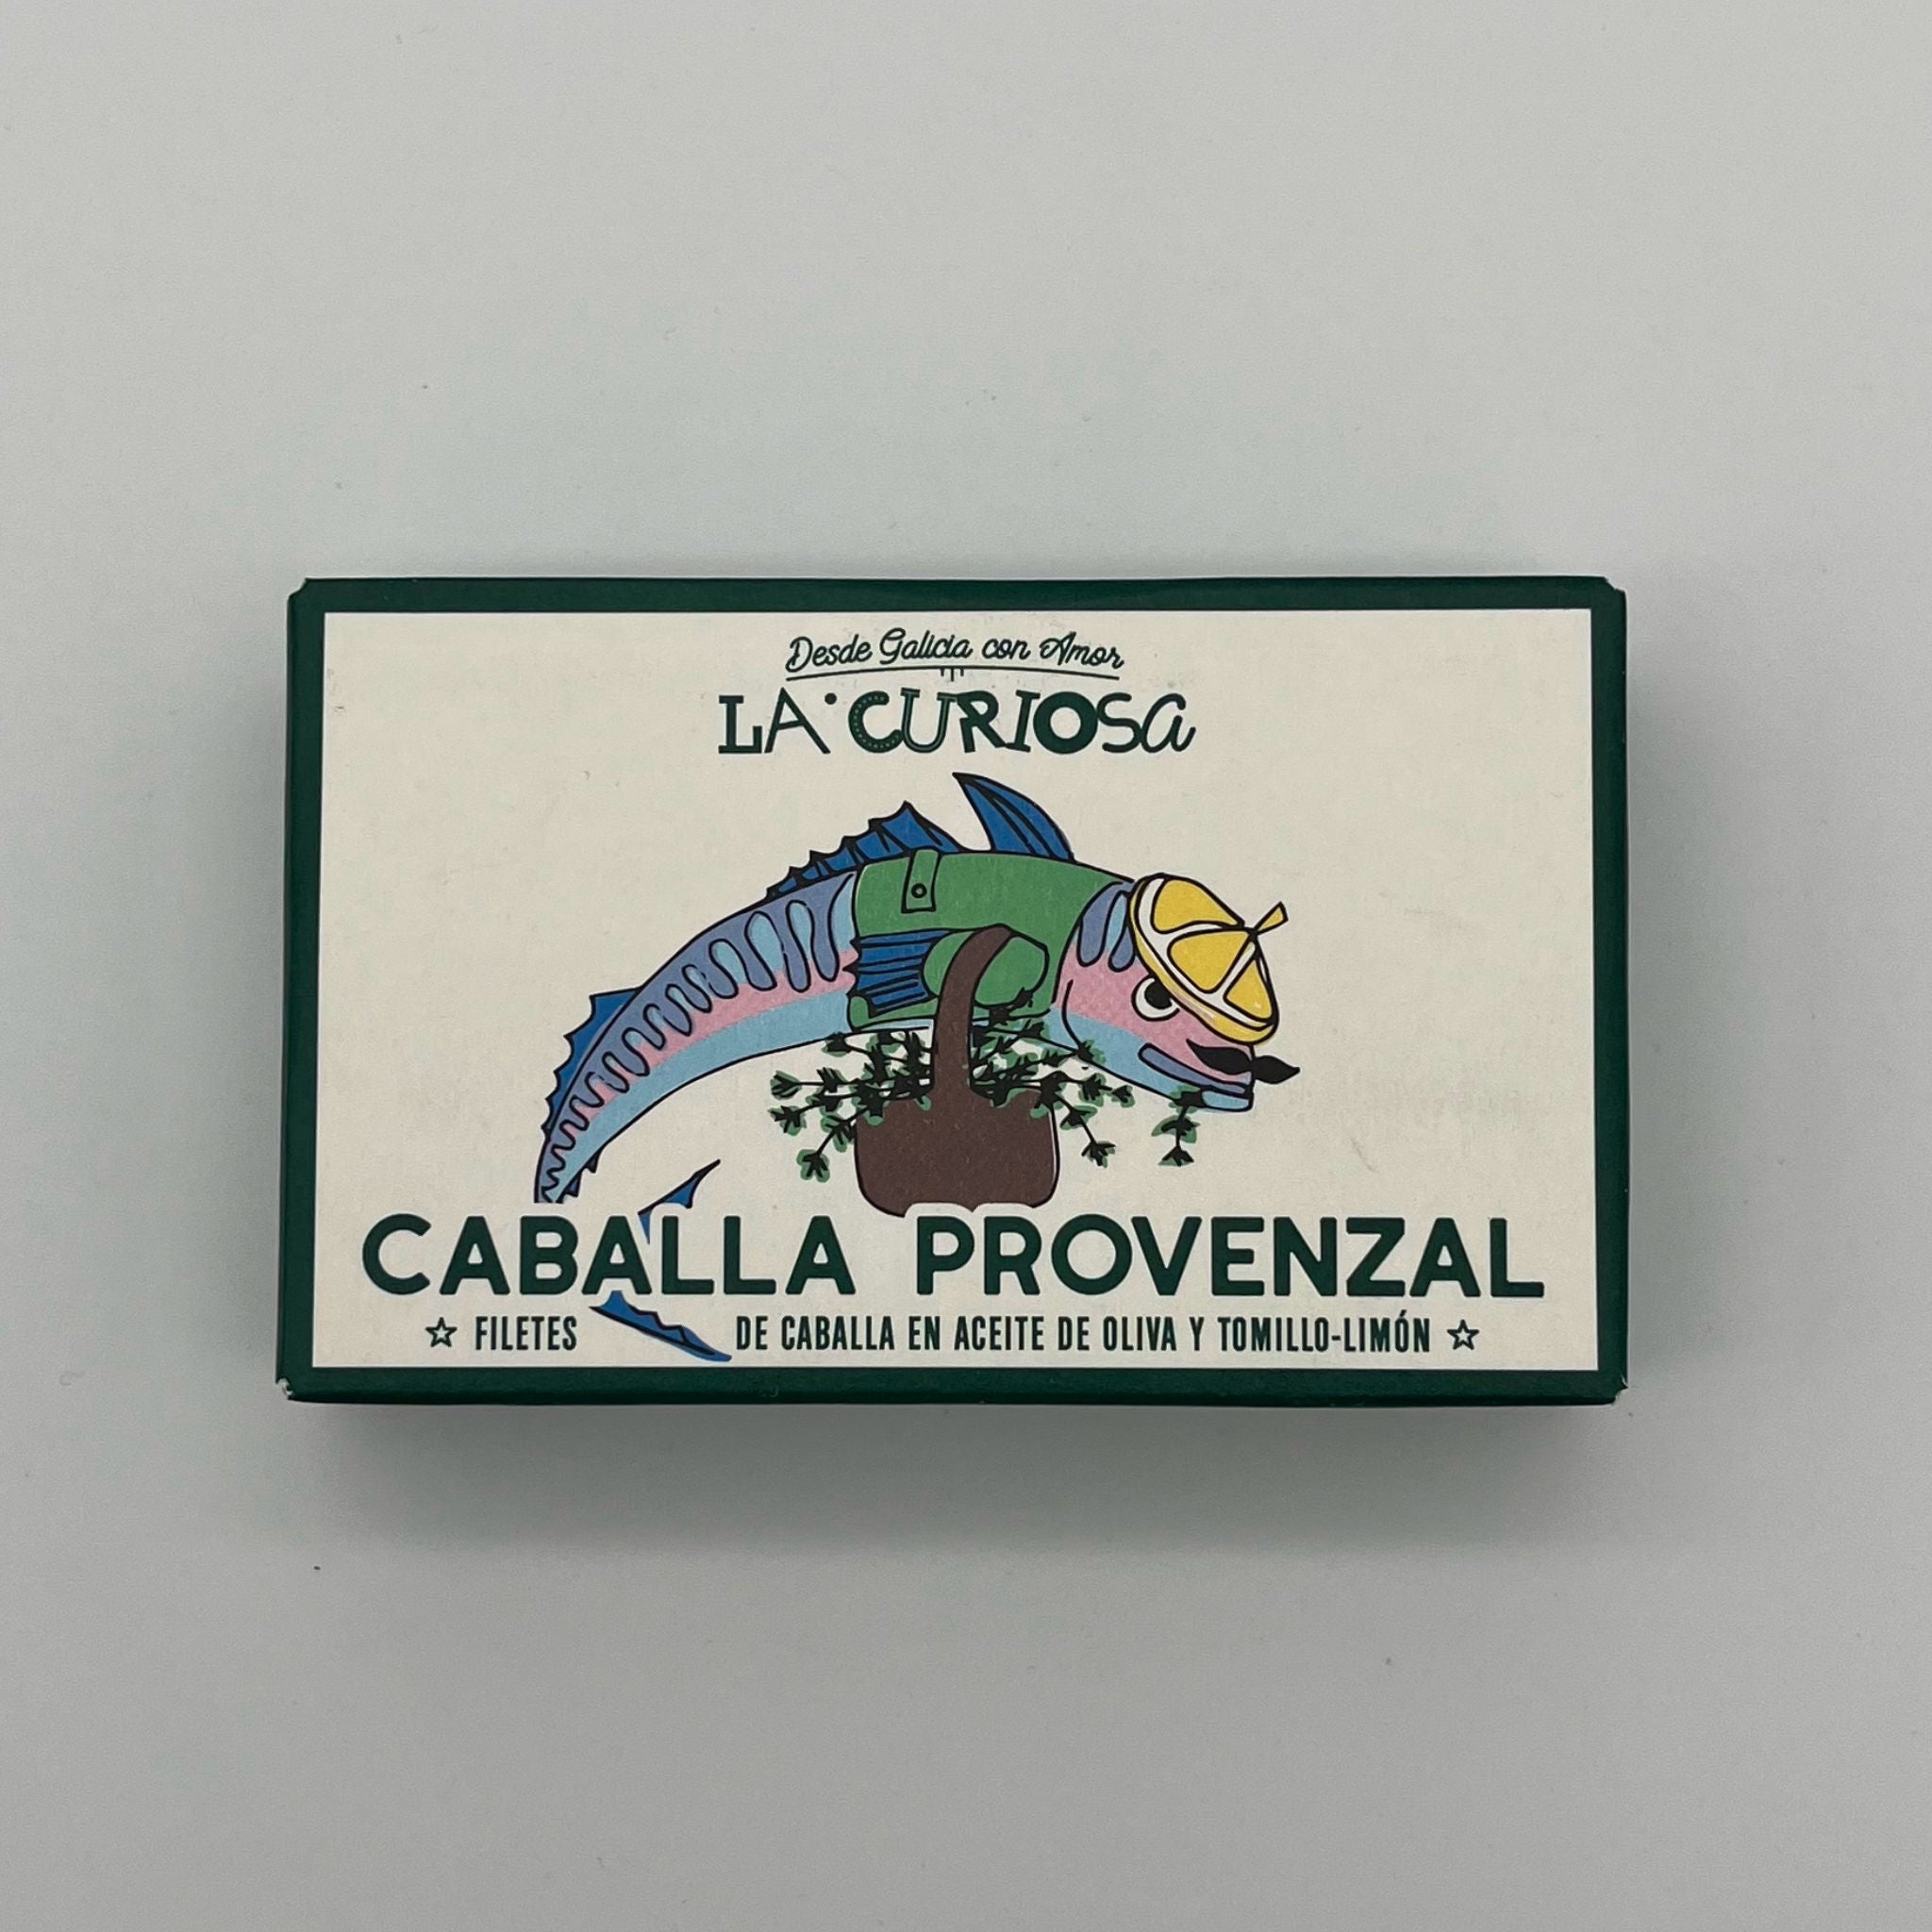 Desde Galicia con Amor
LA CURIOSA
CABALLA PROVENZAL
☆ FILETES DE CABALLA EN ACEITE DE OLIVA Y TOMILLO-LIMÓN ☆